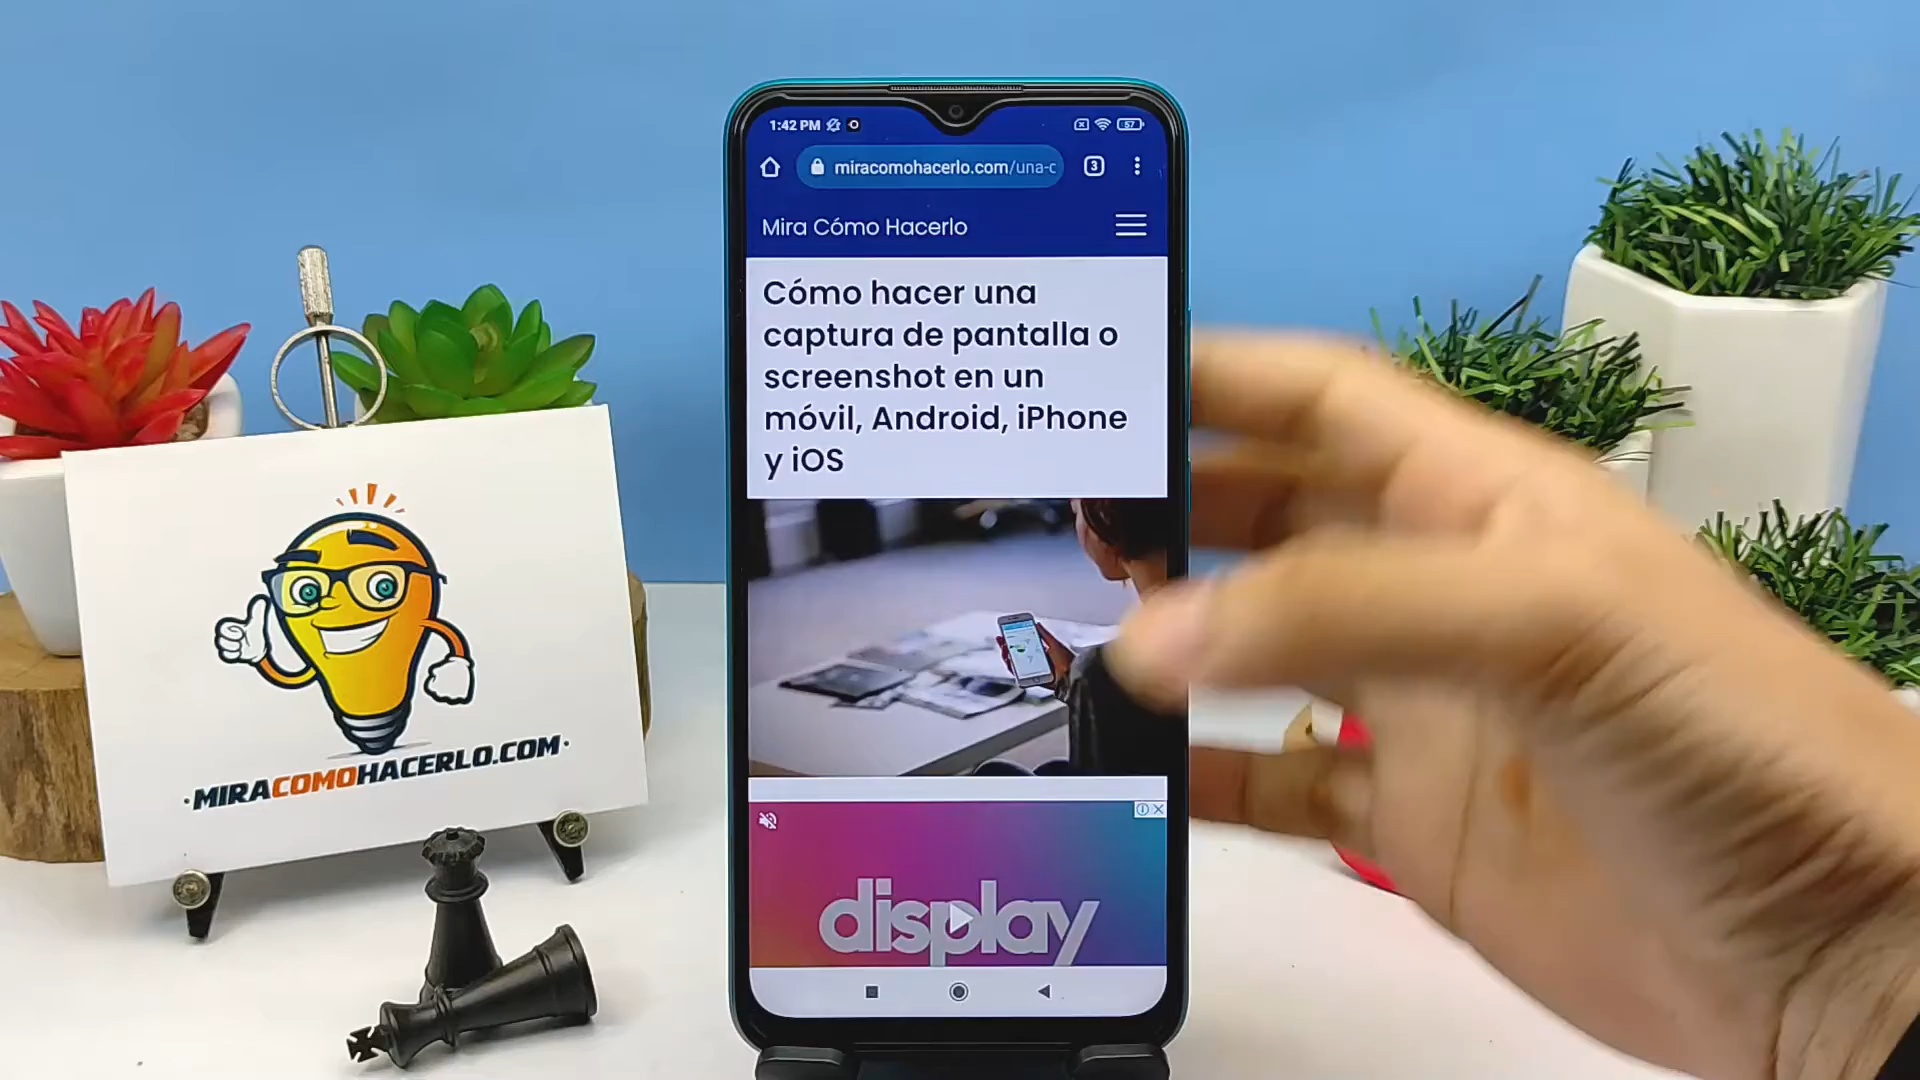 1:42 PM
57
miracomohacerlo.com/una-c
3
Mira Cómo Hacerlo
Cómo hacer una
captura de pantalla o
screenshot en un
móvil, Android, iPhone
y iOS
display
·MIRACOMOHACERLO.COM·